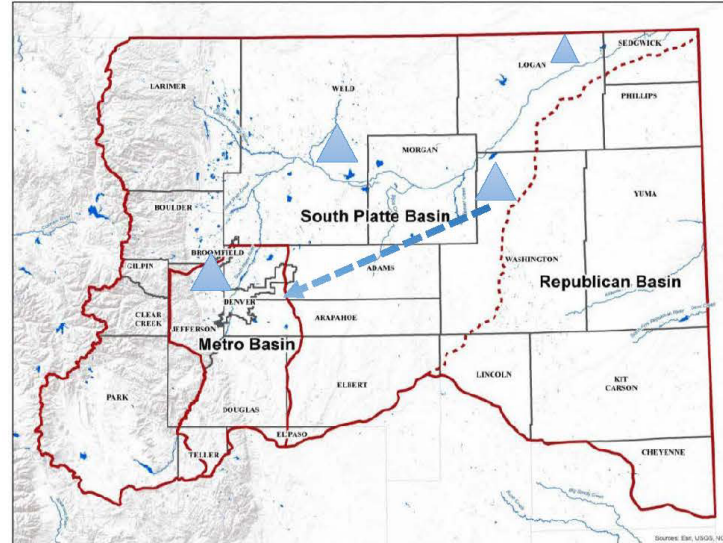 SEDGWICK
LOGAN
LARIMER
WELD
PHILLIPS
MORGAN
YUMA
BOULDER
South Platte Basin
BROOMFIELD
WASHINGTON
GILPIN
ADAMS
Republican Basin
DENVER
CLEAR
CREEK
ARAPAHOE
JEFFERSON
Metro Basin
LINCOLN
KIT
CARSON
ELBERT
PARK
DOUGLAS
EL PASO
CHEYENNE
TELLER
Sources: Esri, USGS,